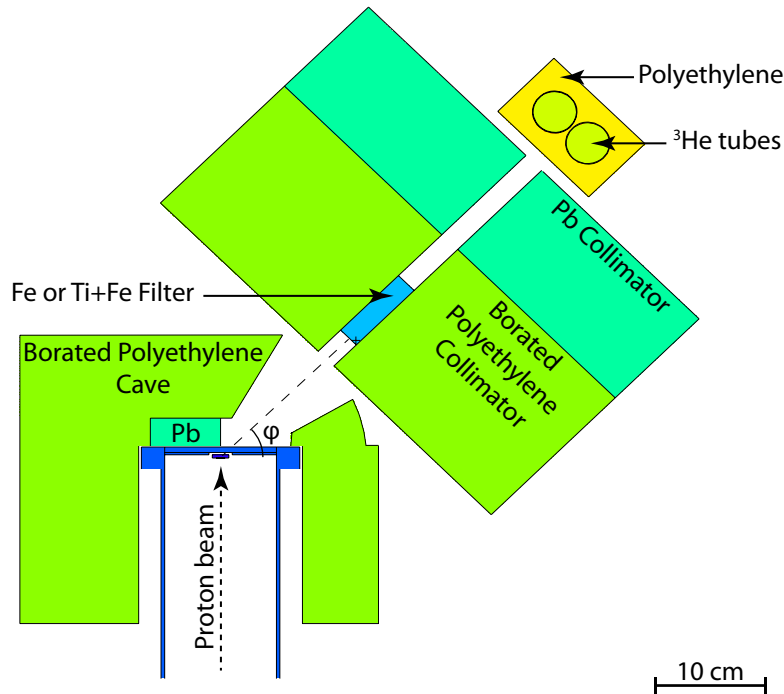 Polyethylene
³He tubes
Pb Collimator
Fe or Ti+Fe Filter
Borated
Polyethylene
Collimator
Borated Polyethylene
Cave
Pb
φ
Proton beam
10 cm